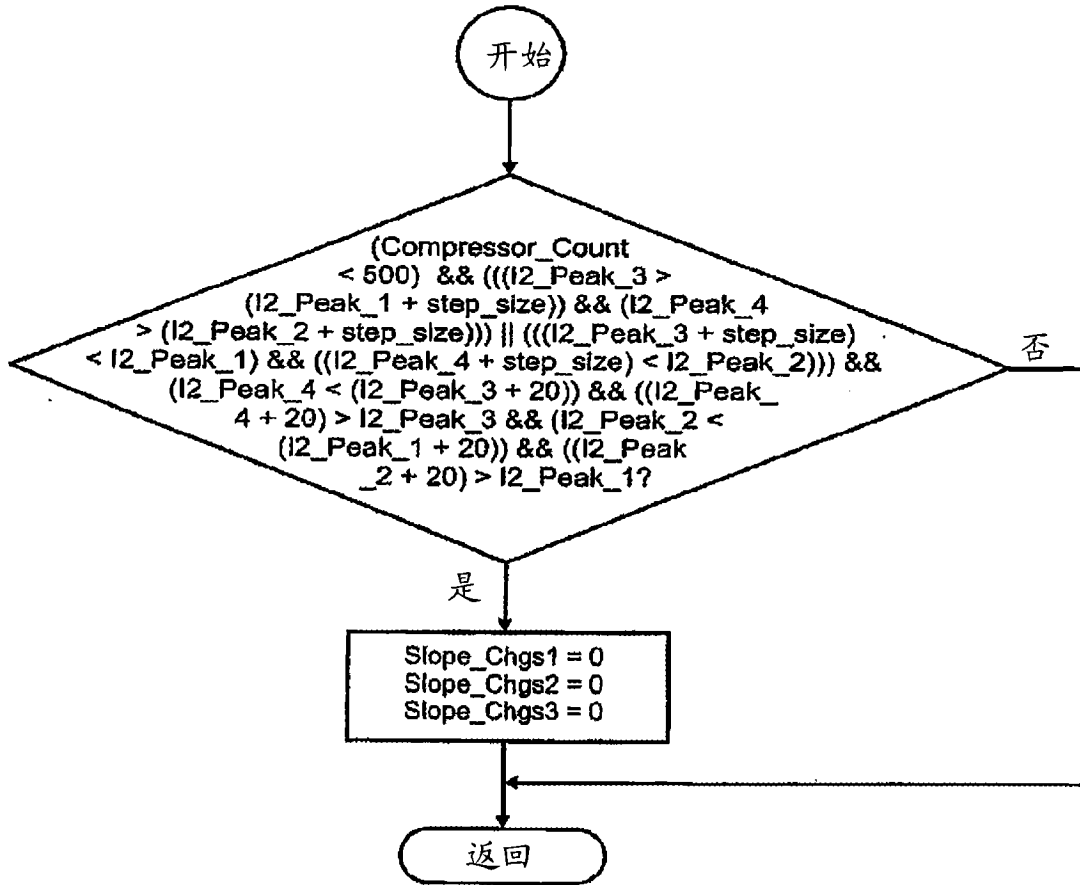 开始
(Compressor_Count
< 500) && (((I2_Peak_3 >
(I2_Peak_1 + step_size)) && (I2_Peak_4
> (I2_Peak_2 + step_size))) || (((I2_Peak_3 + step_size)
< I2_Peak_1) && ((I2_Peak_4 + step_size) < I2_Peak_2))) &&
(I2_Peak_4 < (I2_Peak_3 + 20)) && ((I2_Peak_
4 + 20) > I2_Peak_3 && (I2_Peak_2 <
(I2_Peak_1 + 20)) && ((I2_Peak
_2 + 20) > I2_Peak_1?
否
是
Slope_Chgs1 = 0
Slope_Chgs2 = 0
Slope_Chgs3 = 0
返回